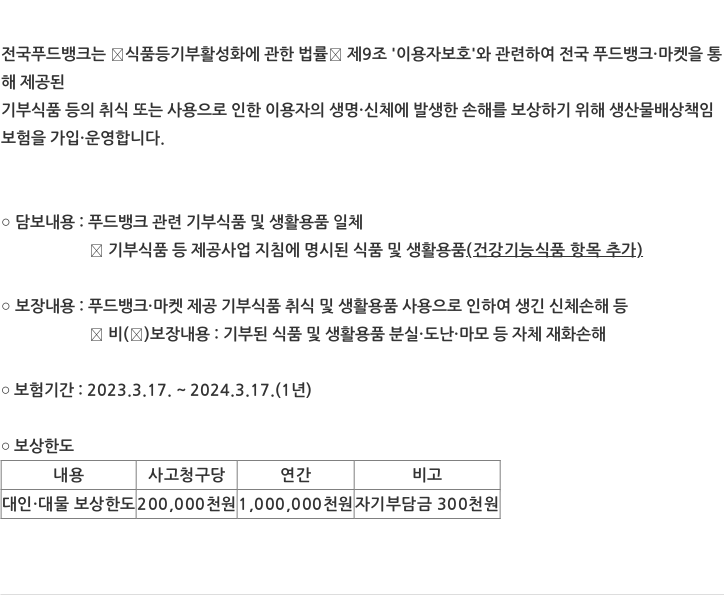 전국푸드뱅크는 식품등기부활성화에 관한 법률 제9조 '이용자보호'와 관련하여 전국 푸드뱅크·마켓을 통
해 제공된
기부식품 등의 취식 또는 사용으로 인한 이용자의 생명·신체에 발생한 손해를 보상하기 위해 생산물배상책임
보험을 가입·운영합니다.
○ 담보내용 : 푸드뱅크 관련 기부식품 및 생활용품 일체
기부식품 등 제공사업 지침에 명시된 식품 및 생활용품(건강기능식품 항목 추가)
○ 보장내용 : 푸드뱅크·마켓 제공 기부식품 취식 및 생활용품 사용으로 인하여 생긴 신체손해 등
비()보장내용 : 기부된 식품 및 생활용품 분실·도난·마모 등 자체 재화손해
○ 보험기간 : 2023.3.17. ~ 2024.3.17.(1년)
○ 보상한도
내용 사고청구당 연간 비고
대인·대물 보상한도 200,000천원 1,000,000천원 자기부담금 300천원